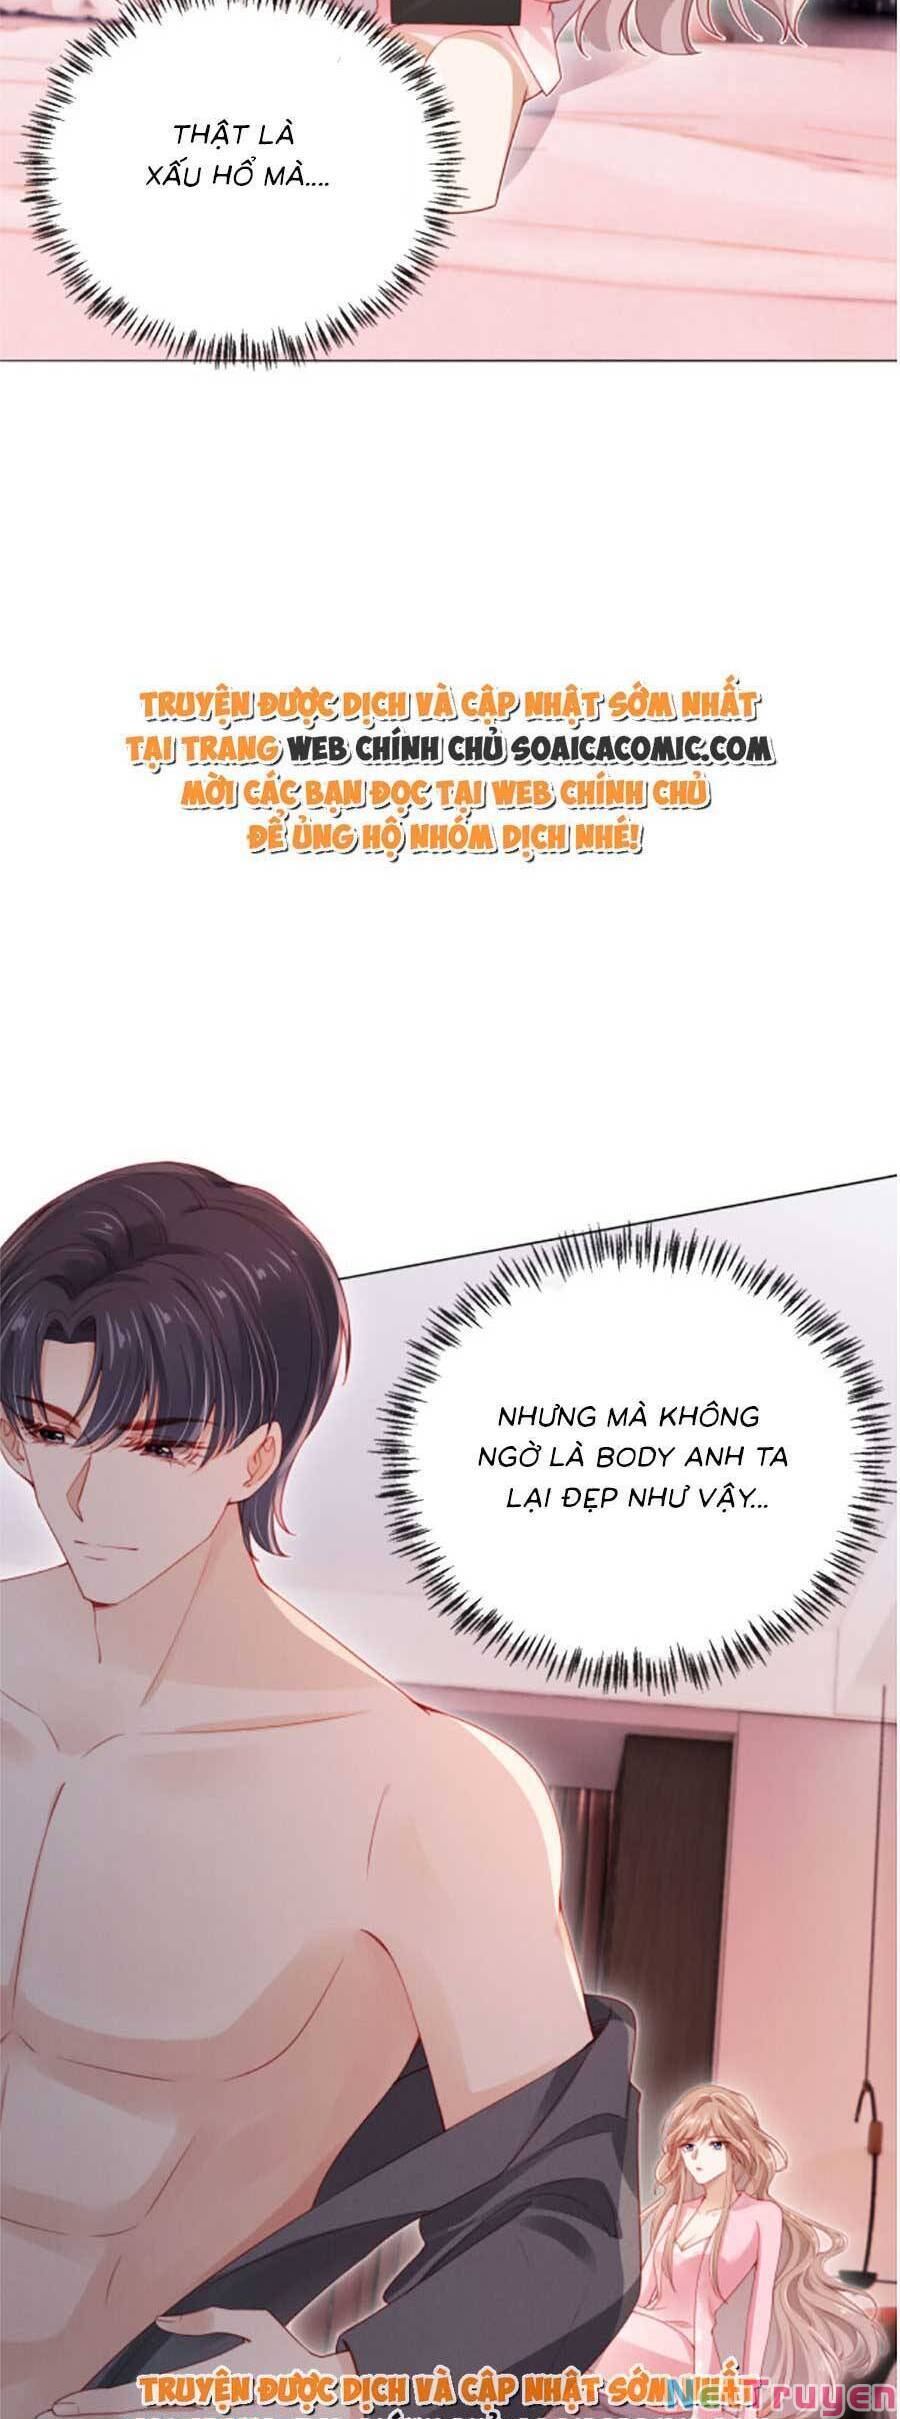 THẬT LÀ
XẤU HỔ MÀ....
TRUYỆN ĐƯỢC DỊCH VÀ CẬP NHẬT SỚM NHẤT
TẠI TRANG WEB CHÍNH CHỦ SOAICACOMIC.COM
MỜI CÁC BẠN ĐỌC TẠI WEB CHÍNH CHỦ
ĐỂ ỦNG HỘ NHÓM DỊCH NHÉ!
NHƯNG MÀ KHÔNG
NGỜ LÀ BODY ANH TA
LẠI ĐẸP NHƯ VẬY...
TRUYỆN ĐƯỢC DỊCH VÀ CẬP NHẬT SỚM NHẤT
NetTruyen